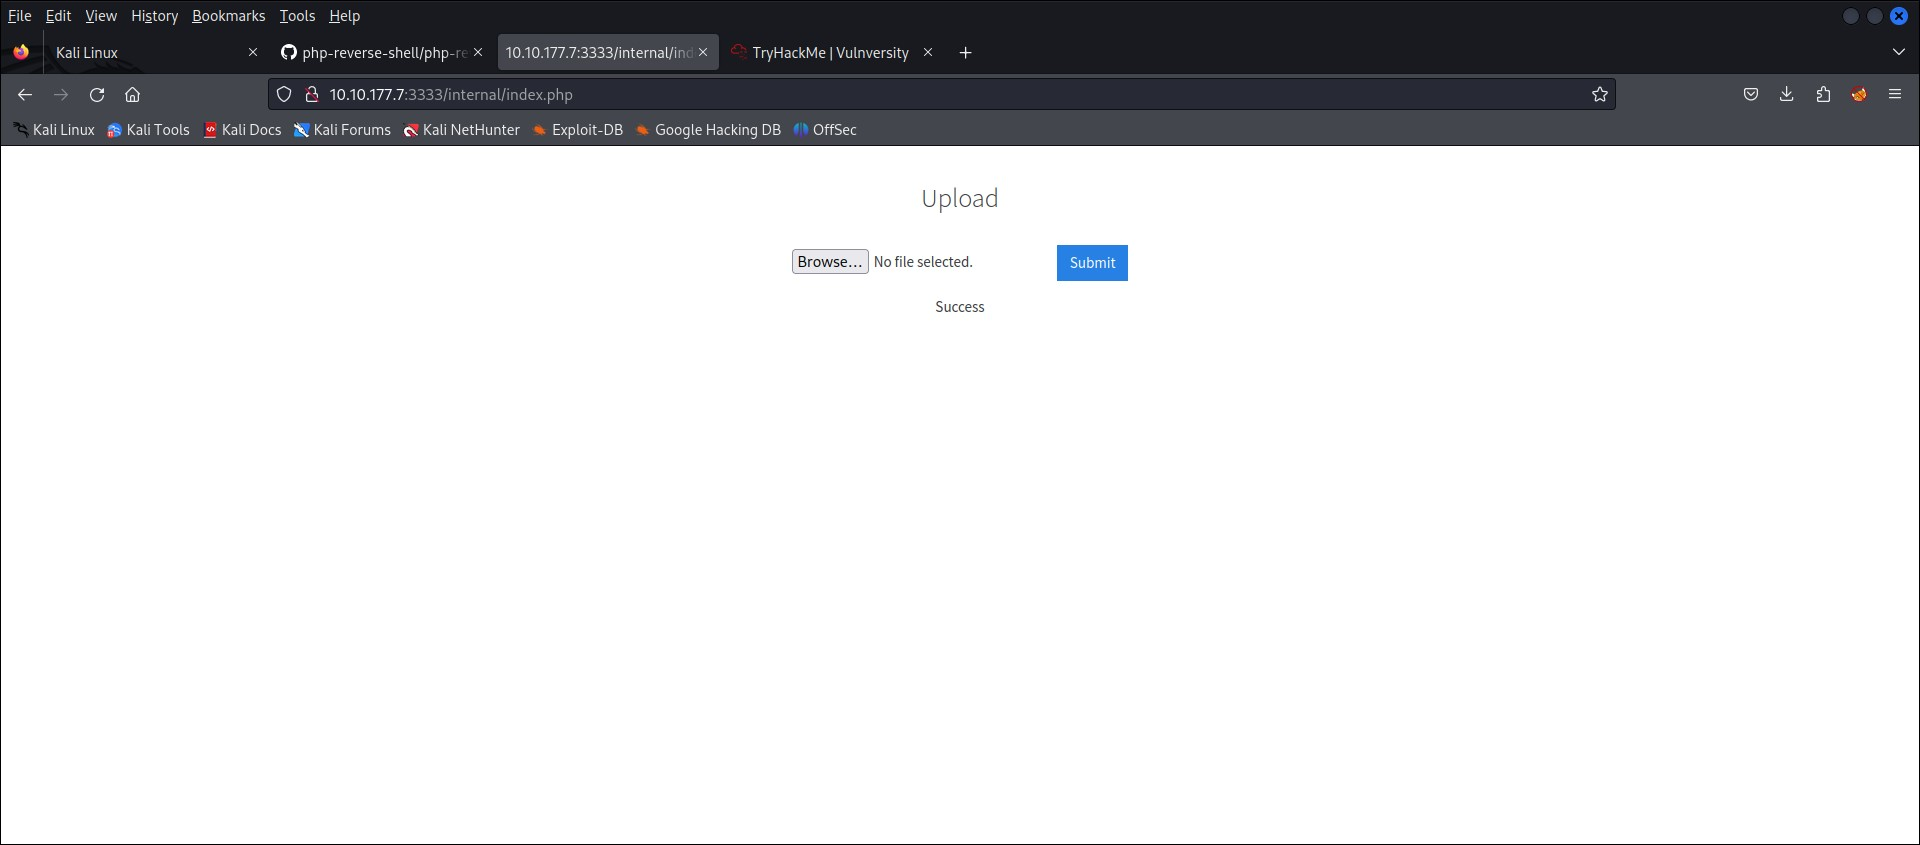 File Edit View History Bookmarks Tools Help
Kali Linux php-reverse-shell/php-re 10.10.177.7:3333/internal/ind TryHackMe | Vulnversity
10.10.177.7:3333/internal/index.php
Kali Linux Kali Tools Kali Docs Kali Forums Kali NetHunter Exploit-DB Google Hacking DB OffSec
Upload
Browse... No file selected. Submit
Success